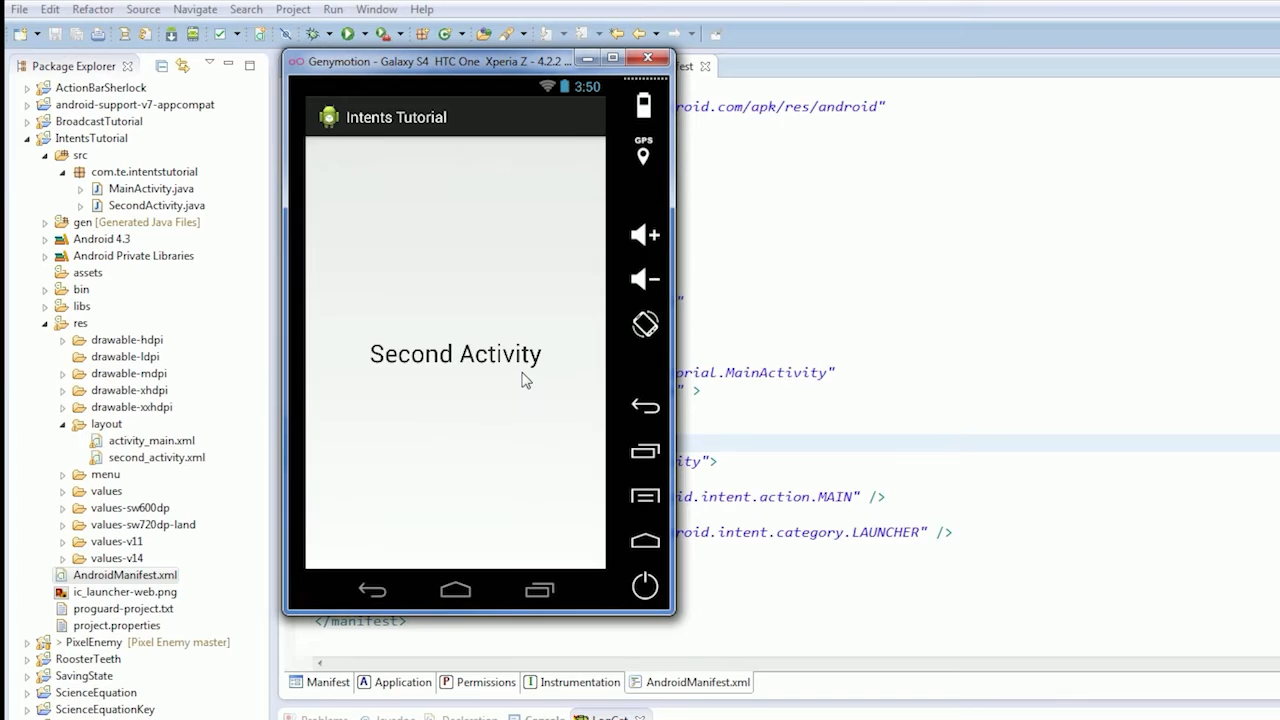 File Edit Refactor Source Navigate Search Project Run Window Help
Package Explorer
ActionBarSherlock
android-support-v7-appcompat
BroadcastTutorial
IntentsTutorial
src
com.te.intentstutorial
MainActivity.java
SecondActivity.java
gen [Generated Java Files]
Android 4.3
Android Private Libraries
assets
bin
libs
res
drawable-hdpi
drawable-ldpi
drawable-mdpi
drawable-xhdpi
drawable-xxhdpi
layout
activity_main.xml
second_activity.xml
menu
values
values-sw600dp
values-sw720dp-land
values-v11
values-v14
AndroidManifest.xml
ic_launcher-web.png
proguard-project.txt
project.properties
> PixelEnemy [Pixel Enemy master]
RoosterTeeth
SavingState
ScienceEquation
ScienceEquationKey
Genymotion - Galaxy S4 HTC One Xperia Z - 4.2.2 ...
3:50
Intents Tutorial
GPS
Second Activity
fest
roid.com/apk/res/android"
"
orial.MainActivity"
" >
ity">
id.intent.action.MAIN" />
roid.intent.category.LAUNCHER" />
</manifest>
Manifest Application Permissions Instrumentation AndroidManifest.xml
Problems Javadoc Declaration Console LogCat